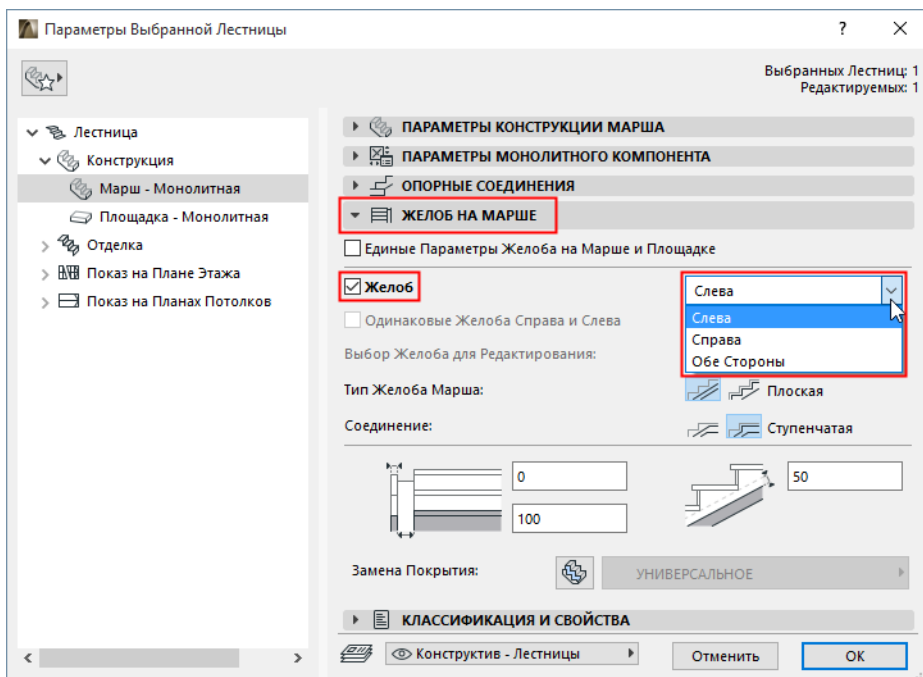 Параметры Выбранной Лестницы
?
Выбранных Лестниц: 1
Редактируемых: 1
Лестница
Конструкция
Марш - Монолитная
Площадка - Монолитная
Отделка
Показ на Плане Этажа
Показ на Планах Потолков
ПАРАМЕТРЫ КОНСТРУКЦИИ МАРША
ПАРАМЕТРЫ МОНОЛИТНОГО КОМПОНЕНТА
ОПОРНЫЕ СОЕДИНЕНИЯ
ЖЕЛОБ НА МАРШЕ
Единые Параметры Желоба на Марше и Площадке
Желоб
Слева
Слева
Справа
Обе Стороны
Одинаковые Желоба Справа и Слева
Выбор Желоба для Редактирования:
Тип Желоба Марша:
Плоская
Соединение:
Ступенчатая
0
50
100
Замена Покрытия:
УНИВЕРСАЛЬНОЕ
КЛАССИФИКАЦИЯ И СВОЙСТВА
Конструктив - Лестницы
Отменить
ОК